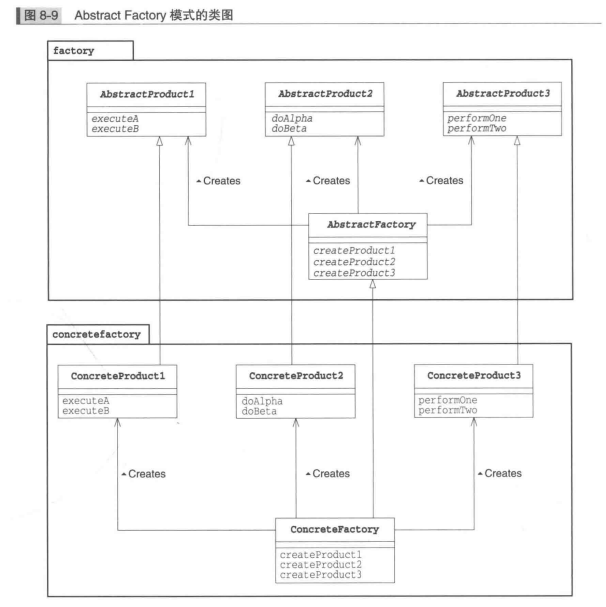 图 8-9 Abstract Factory 模式的类图
factory
AbstractProduct1
executeA
executeB
AbstractProduct2
doAlpha
doBeta
AbstractProduct3
performOne
performTwo
Creates
Creates
Creates
AbstractFactory
createProduct1
createProduct2
createProduct3
concretefactory
ConcreteProduct1
executeA
executeB
ConcreteProduct2
doAlpha
doBeta
ConcreteProduct3
performOne
performTwo
Creates
Creates
Creates
ConcreteFactory
createProduct1
createProduct2
createProduct3